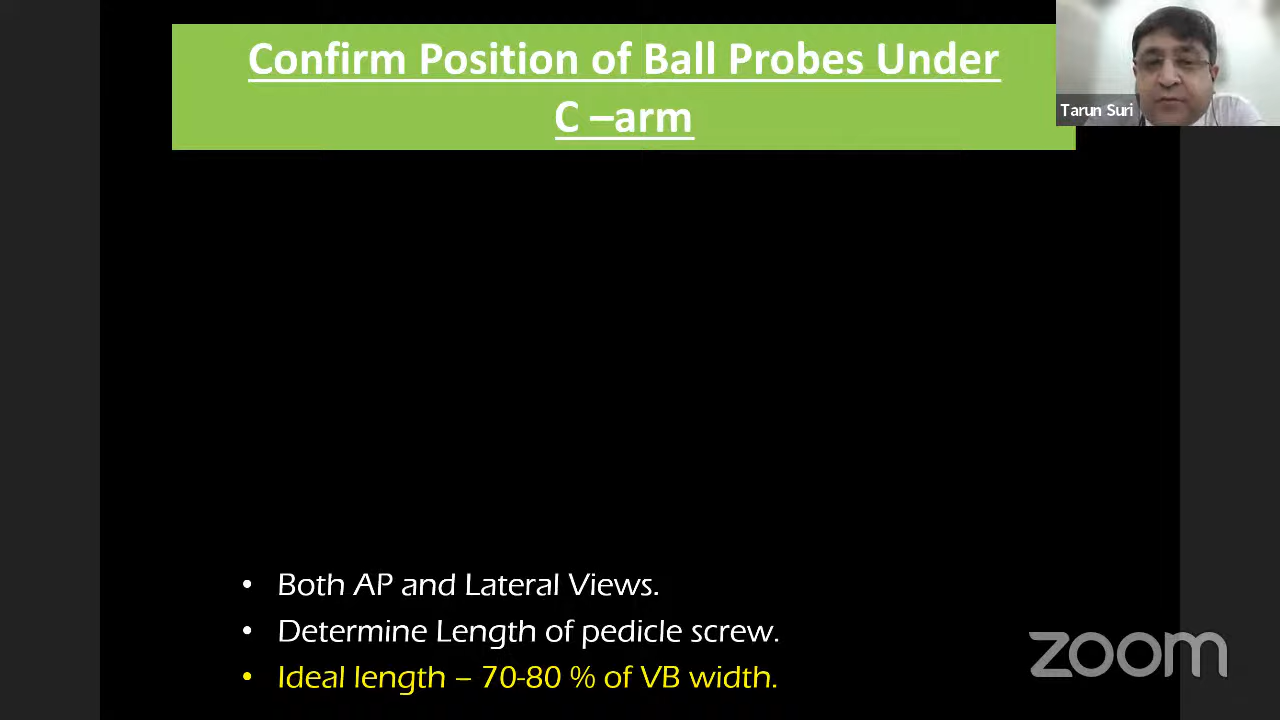 Confirm Position of Ball Probes Under
C –arm
Tarun Suri
• Both AP and Lateral Views.
• Determine Length of pedicle screw.
• Ideal length – 70-80 % of VB width.
zoom